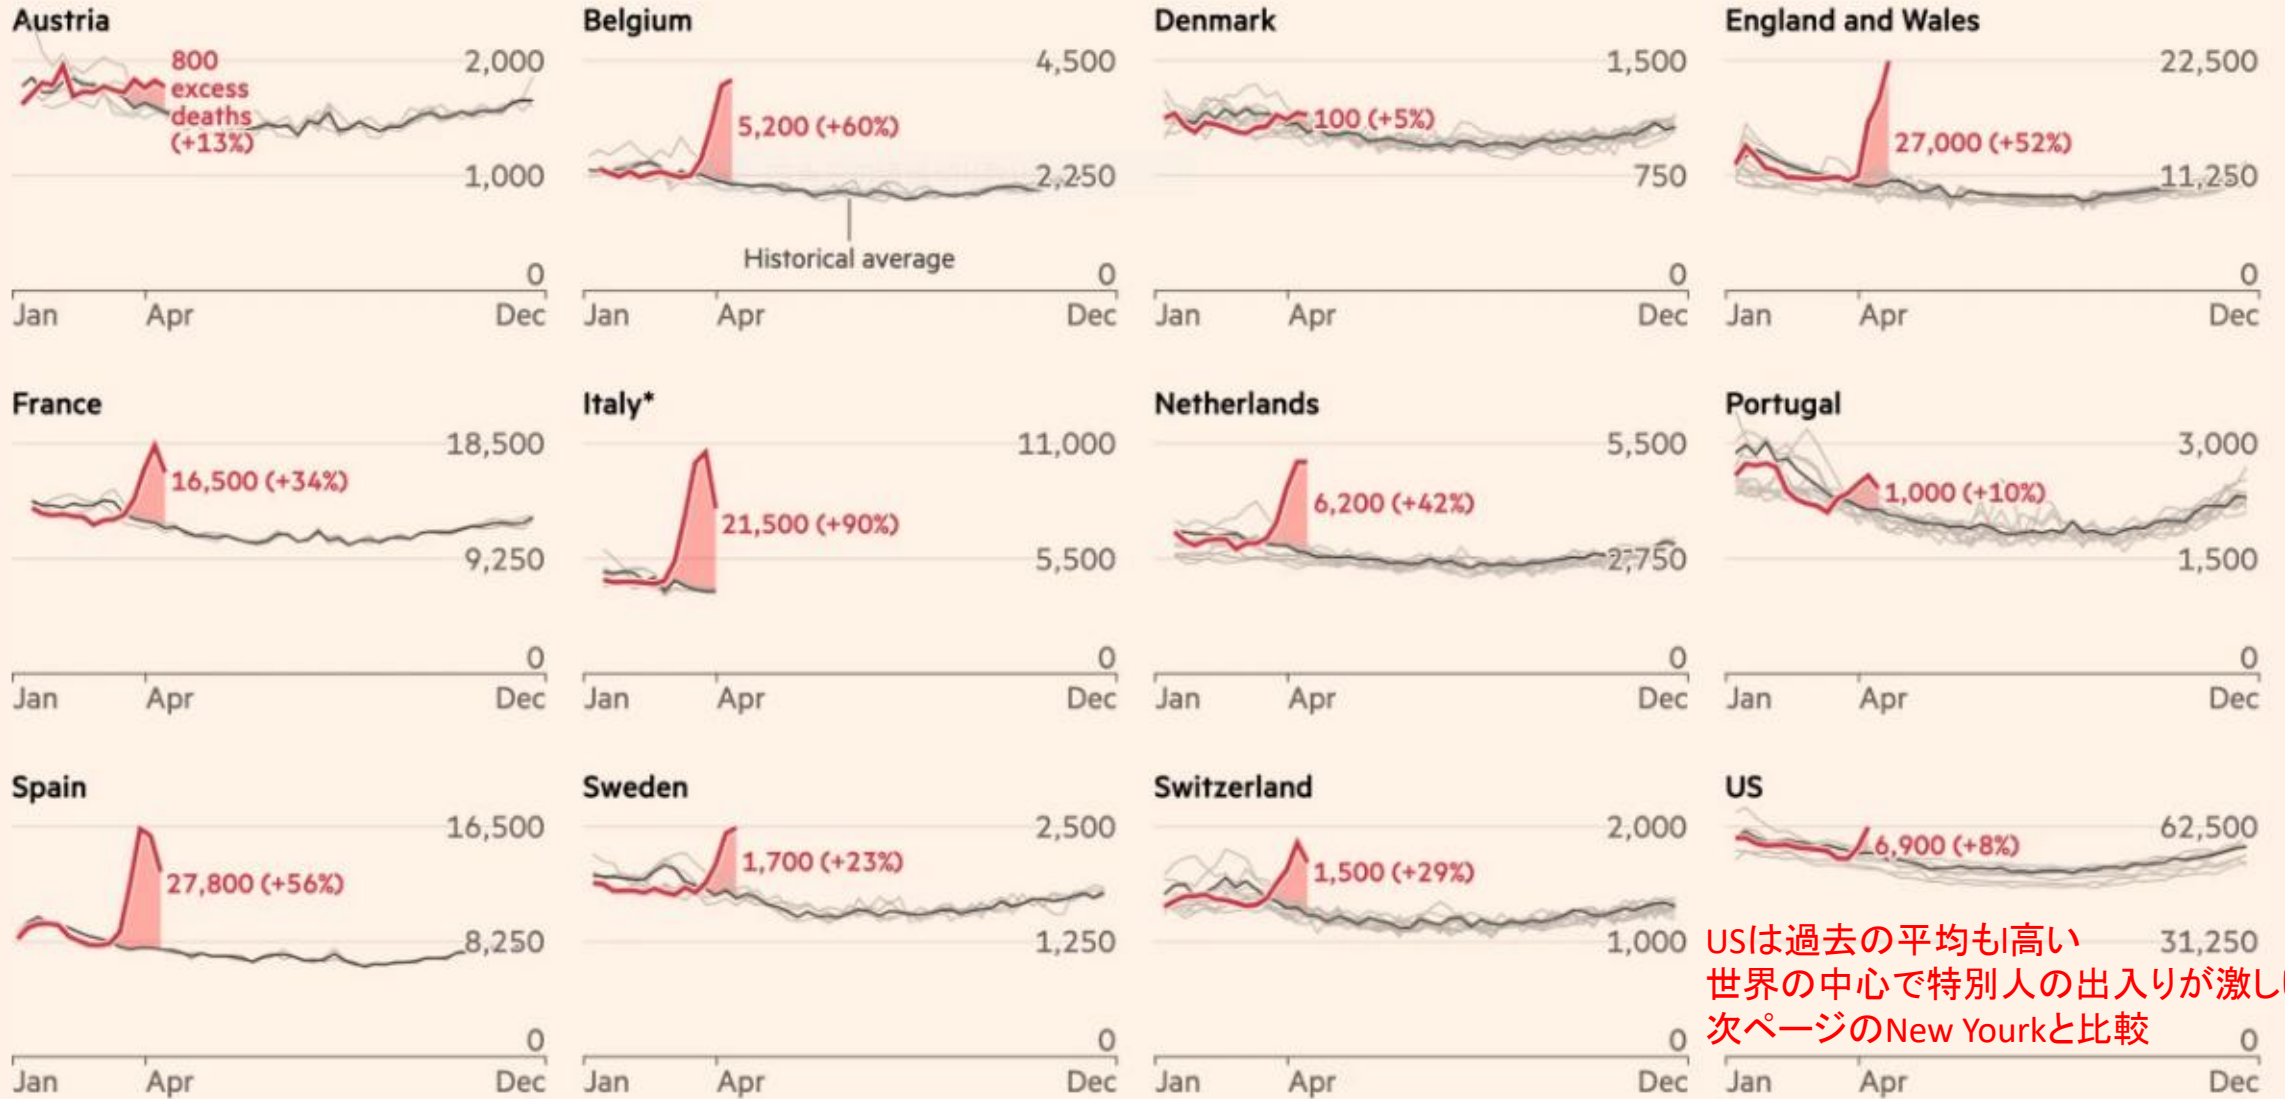 Austria
800
excess
deaths
(+13%)
2,000
1,000
0
Jan Apr Dec
Belgium
4,500
5,200 (+60%)
2,250
Historical average
0
Jan Apr Dec
Denmark
1,500
100 (+5%)
750
0
Jan Apr Dec
England and Wales
22,500
27,000 (+52%)
11,250
0
Jan Apr Dec
France
18,500
16,500 (+34%)
9,250
0
Jan Apr Dec
Italy*
11,000
21,500 (+90%)
5,500
0
Jan Apr Dec
Netherlands
5,500
6,200 (+42%)
2,750
0
Jan Apr Dec
Portugal
3,000
1,000 (+10%)
1,500
0
Jan Apr Dec
Spain
16,500
27,800 (+56%)
8,250
0
Jan Apr Dec
Sweden
2,500
1,700 (+23%)
1,250
0
Jan Apr Dec
Switzerland
2,000
1,500 (+29%)
1,000
0
Jan Apr Dec
US
62,500
6,900 (+8%)
31,250
USは過去の平均もl高い
世界の中心で特別人の出入りが激し
次ページのNew Yourkと比較
0
Jan Apr Dec